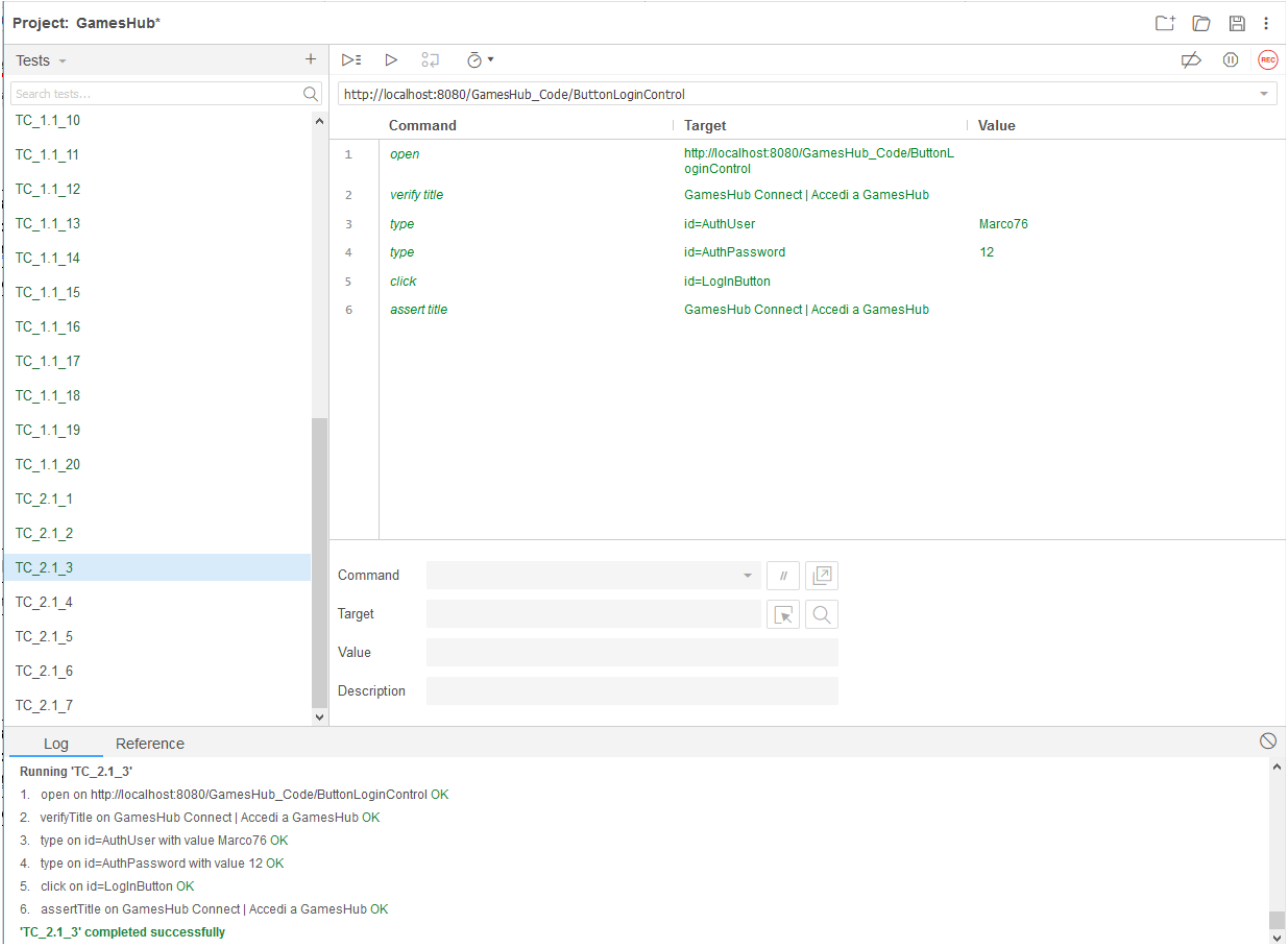 Project: GamesHub*
Tests
Search tests...
TC_1.1_10
TC_1.1_11
TC_1.1_12
TC_1.1_13
TC_1.1_14
TC_1.1_15
TC_1.1_16
TC_1.1_17
TC_1.1_18
TC_1.1_19
TC_1.1_20
TC_2.1_1
TC_2.1_2
TC_2.1_3
TC_2.1_4
TC_2.1_5
TC_2.1_6
TC_2.1_7
REC
http://localhost:8080/GamesHub_Code/ButtonLoginControl
Command Target Value
1 open http://localhost:8080/GamesHub_Code/ButtonL
oginControl
2 verify title GamesHub Connect | Accedi a GamesHub
3 type id=AuthUser Marco76
4 type id=AuthPassword 12
5 click id=LogInButton
6 assert title GamesHub Connect | Accedi a GamesHub
Command //
Target
Value
Description
Log Reference
Running 'TC_2.1_3'
1. open on http://localhost:8080/GamesHub_Code/ButtonLoginControl OK
2. verifyTitle on GamesHub Connect | Accedi a GamesHub OK
3. type on id=AuthUser with value Marco76 OK
4. type on id=AuthPassword with value 12 OK
5. click on id=LogInButton OK
6. assertTitle on GamesHub Connect | Accedi a GamesHub OK
'TC_2.1_3' completed successfully